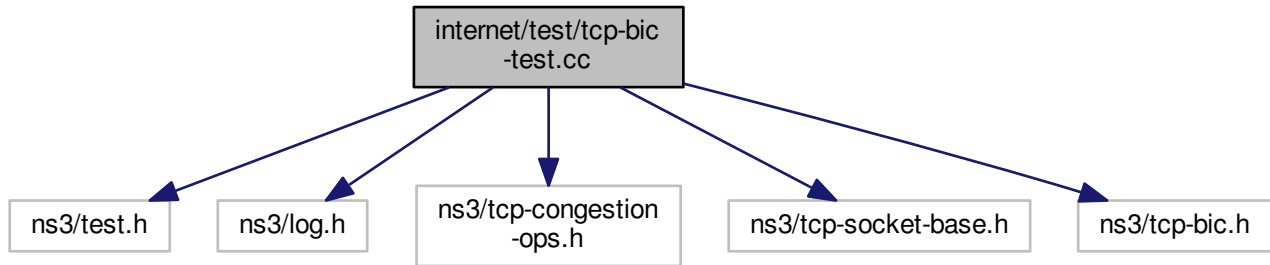 internet/test/tcp-bic
-test.cc
ns3/test.h
ns3/log.h
ns3/tcp-congestion
-ops.h
ns3/tcp-socket-base.h
ns3/tcp-bic.h